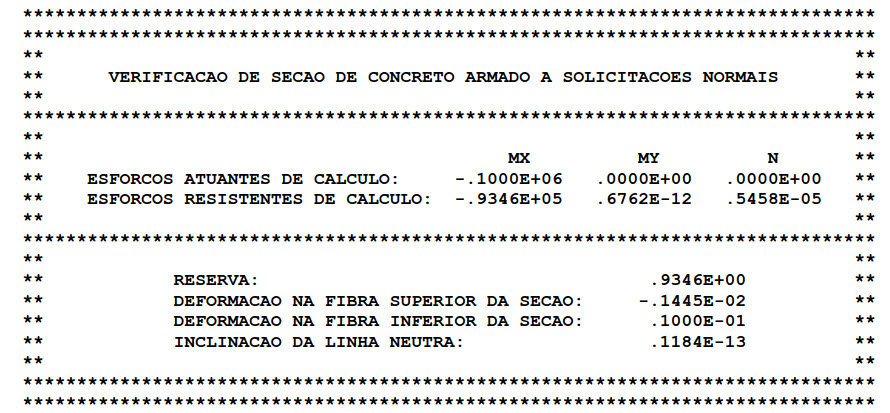 *******************************************************************************
*******************************************************************************
** **
** VERIFICACAO DE SECAO DE CONCRETO ARMADO A SOLICITACOES NORMAIS **
** **
*******************************************************************************
** **
** MX MY N **
** ESFORCOS ATUANTES DE CALCULO: -.1000E+06 .0000E+00 .0000E+00 **
** ESFORCOS RESISTENTES DE CALCULO: -.9346E+05 .6762E-12 .5458E-05 **
** **
*******************************************************************************
** **
** RESERVA: .9346E+00 **
** DEFORMACAO NA FIBRA SUPERIOR DA SECAO: -.1445E-02 **
** DEFORMACAO NA FIBRA INFERIOR DA SECAO: .1000E-01 **
** INCLINACAO DA LINHA NEUTRA: .1184E-13 **
** **
*******************************************************************************
*******************************************************************************